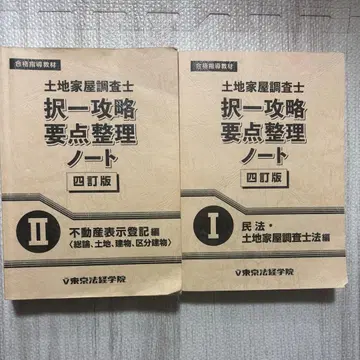 合格指導教材
土地家屋調査士
択一攻略
要点整理
ノート
四訂版
II
不動産表示登記編
〈総論、土地、建物、区分建物〉
東京法経学院
合格指導教材
土地家屋調査士
択一攻略
要点整理
ノート
四訂版
I
民法・
土地家屋調査士法編
東京法経学院